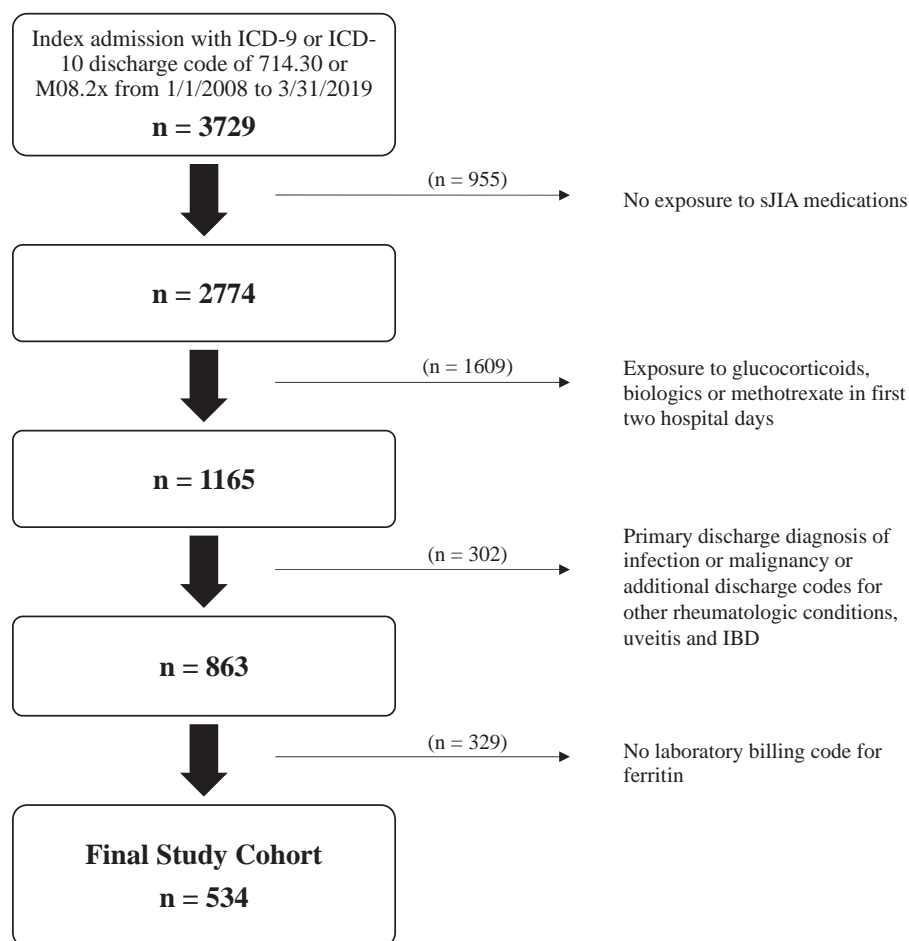 Index admission with ICD-9 or ICD-
10 discharge code of 714.30 or
M08.2x from 1/1/2008 to 3/31/2019
n = 3729
(n = 955)
No exposure to sJIA medications
n = 2774
(n = 1609)
Exposure to glucocorticoids,
biologics or methotrexate in first
two hospital days
n = 1165
(n = 302)
Primary discharge diagnosis of
infection or malignancy or
additional discharge codes for
other rheumatologic conditions,
uveitis and IBD
n = 863
(n = 329)
No laboratory billing code for
ferritin
Final Study Cohort
n = 534